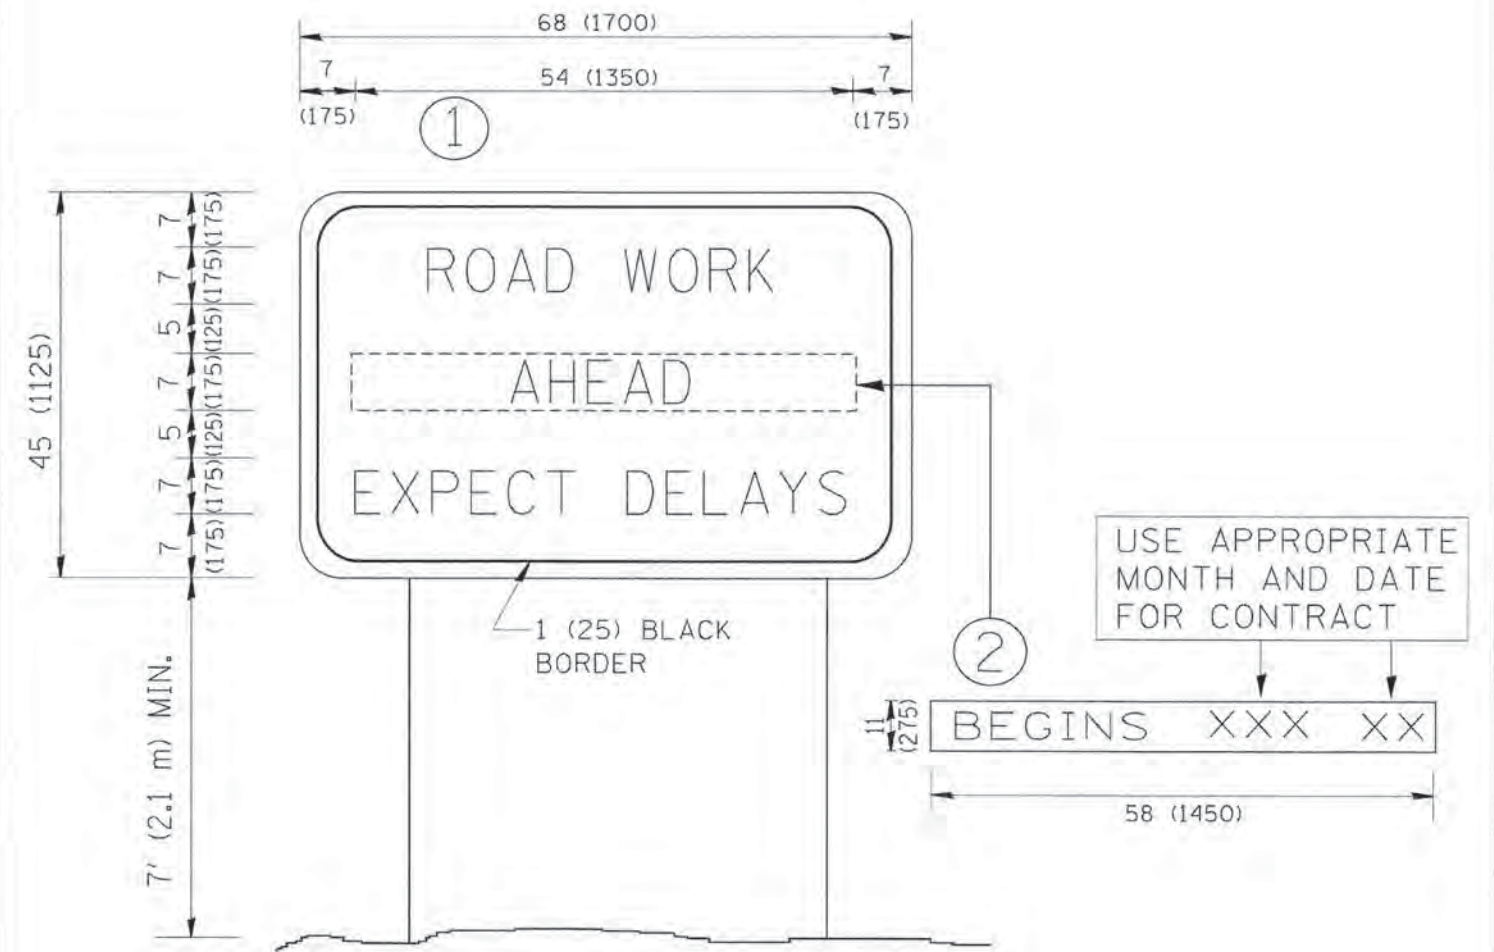 68 (1700)
7
54 (1350)
7
(175)
(175)
1
45 (1125)
7 (175)
7 (175)
5 (125)
7 (175)
5 (125)
7 (175)
7 (175)
ROAD WORK
AHEAD
EXPECT DELAYS
1 (25) BLACK
BORDER
7' (2.1 m) MIN.
2
USE APPROPRIATE
MONTH AND DATE
FOR CONTRACT
11
(275)
BEGINS XXX XX
58 (1450)